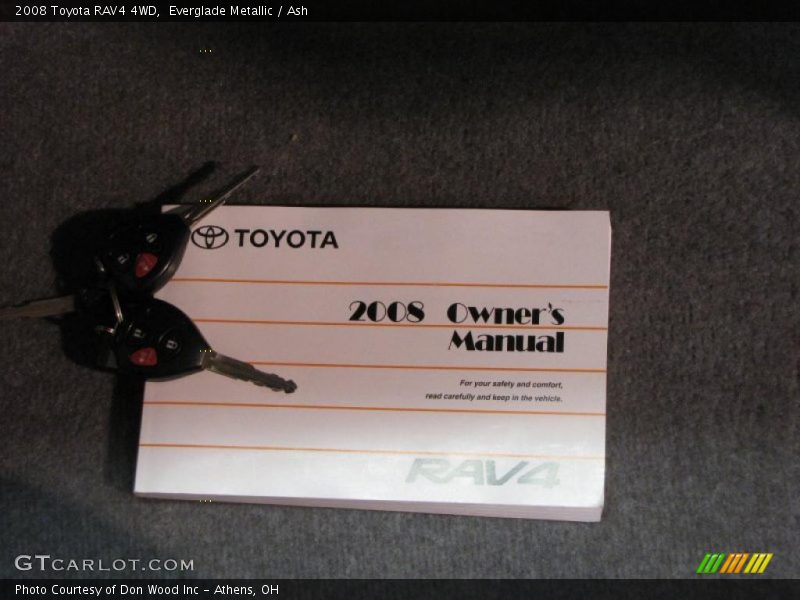 2008 Toyota RAV4 4WD,  Everglade Metallic / Ash
TOYOTA
2008 Owner's
Manual
For your safety and comfort,
read carefully and keep in the vehicle.
RAV4
GTCARLOT.COM
Photo Courtesy of Don Wood Inc - Athens, OH